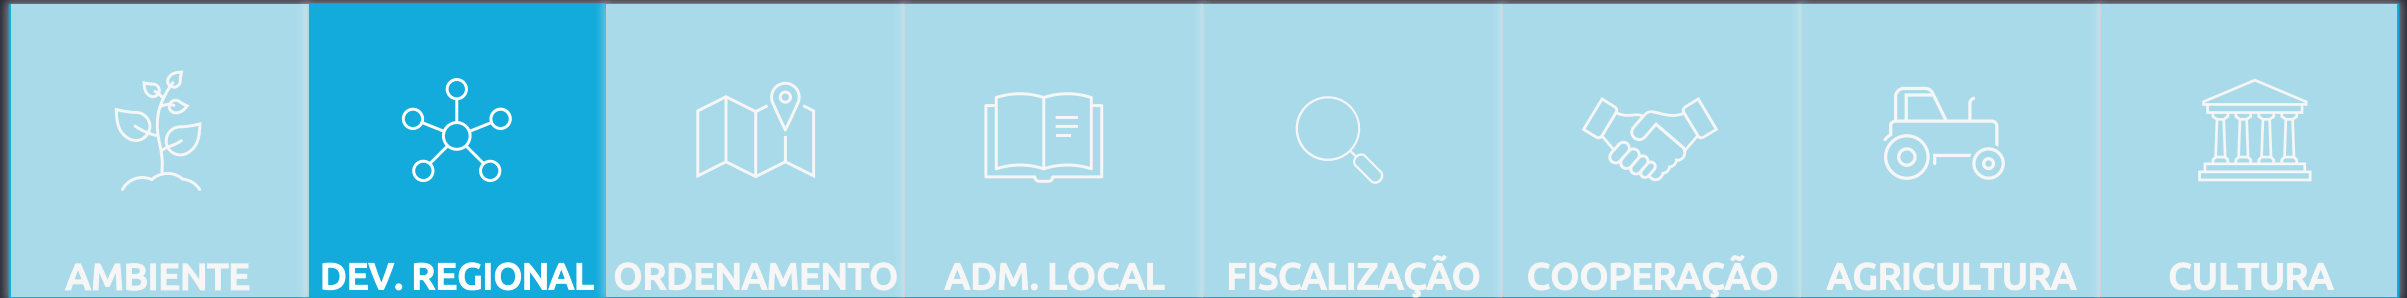 AMBIENTE
DEV. REGIONAL
ORDENAMENTO
ADM. LOCAL
FISCALIZAÇÃO
COOPERAÇÃO
AGRICULTURA
CULTURA